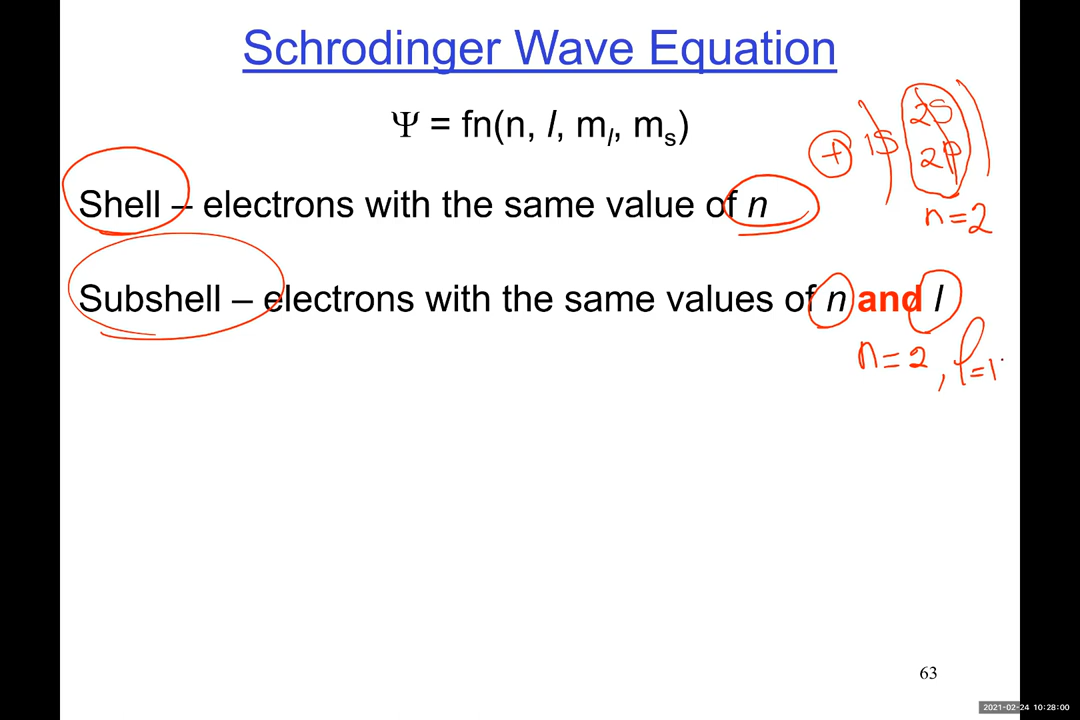 Schrodinger Wave Equation
Ψ = fn(n, l, mₗ, mₛ)
+ 1S 2S
2P
n=2
Shell – electrons with the same value of n
Subshell – electrons with the same values of n and l
n=2, l=1
63
2021-02-24 10:28:00